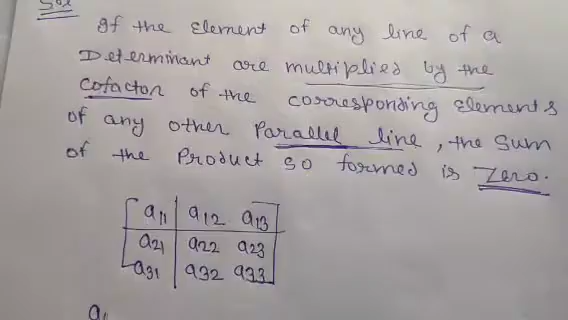 Sol
If the element of any line of a
Determinant are multiplied by the
Cofactor of the corresponding elements
of any other Parallel line, the sum
of the Product so formed is Zero.
a11 a12 a13
a21 a22 a23
a31 a32 a33